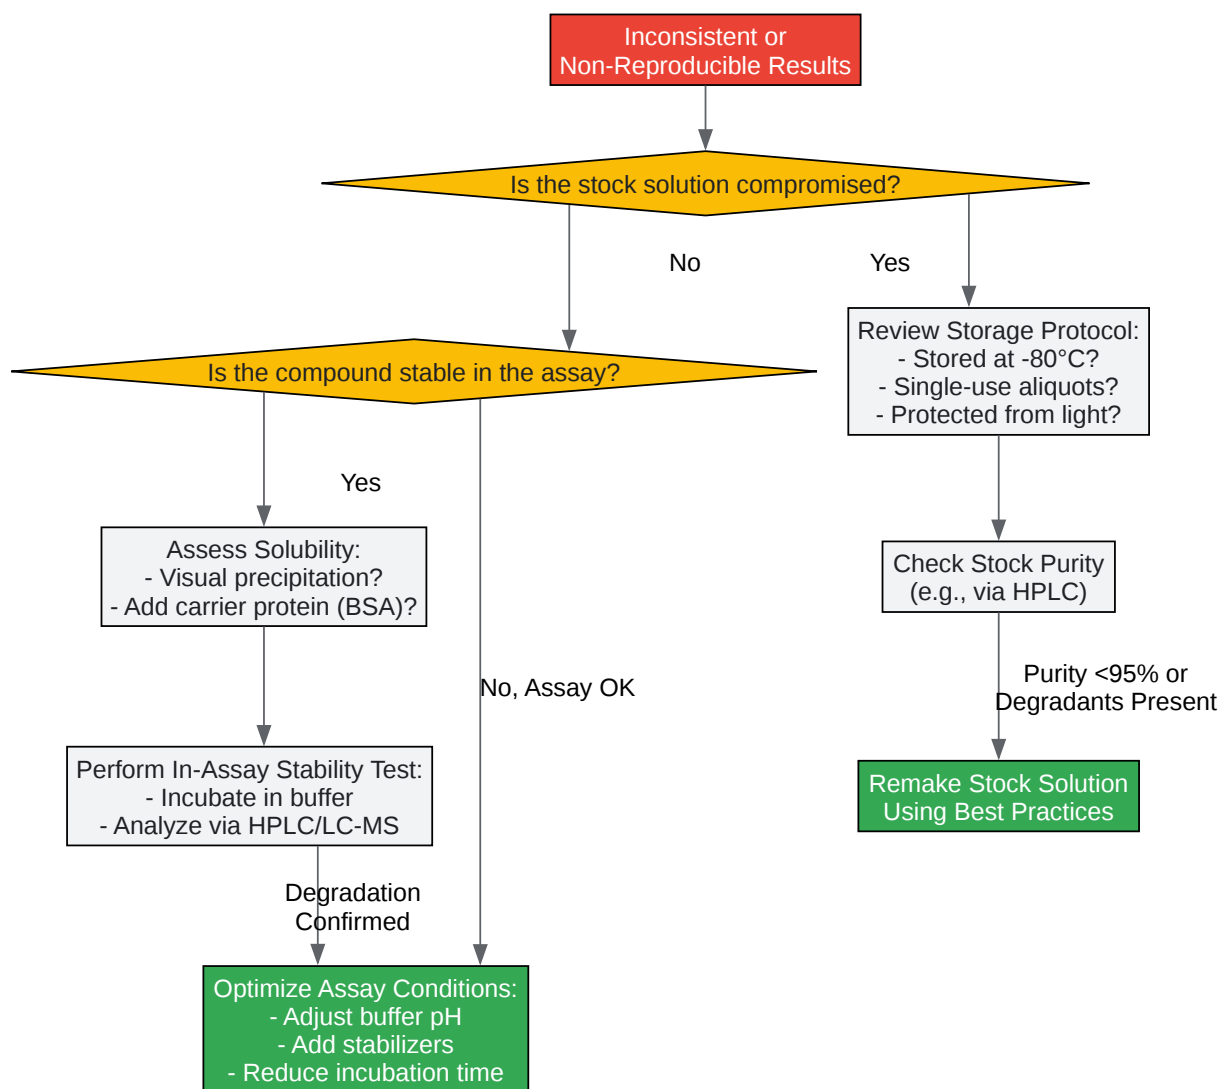 Inconsistent or
Non-Reproducible Results
Is the stock solution compromised?
No
Yes
Review Storage Protocol:
- Stored at -80°C?
- Single-use aliquots?
- Protected from light?
Is the compound stable in the assay?
Yes
Assess Solubility:
- Visual precipitation?
- Add carrier protein (BSA)?
Check Stock Purity
(e.g., via HPLC)
No, Assay OK
Purity <95% or
Degradants Present
Perform In-Assay Stability Test:
- Incubate in buffer
- Analyze via HPLC/LC-MS
Remake Stock Solution
Using Best Practices
Degradation
Confirmed
Optimize Assay Conditions:
- Adjust buffer pH
- Add stabilizers
- Reduce incubation time